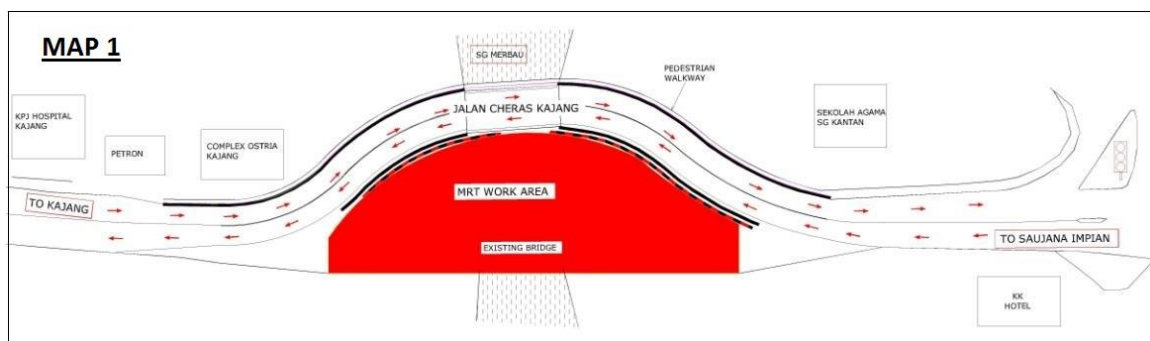 MAP 1
SG MERBAU
PEDESTRIAN
WALKWAY
KPJ HOSPITAL
KAJANG
PETRON
COMPLEX OSTRIA
KAJANG
JALAN CHERAS KAJANG
SEKOLAH AGAMA
SG KANTAN
MRT WORK AREA
TO KAJANG
EXISTING BRIDGE
TO SAUJANA IMPIAN
KK
HOTEL